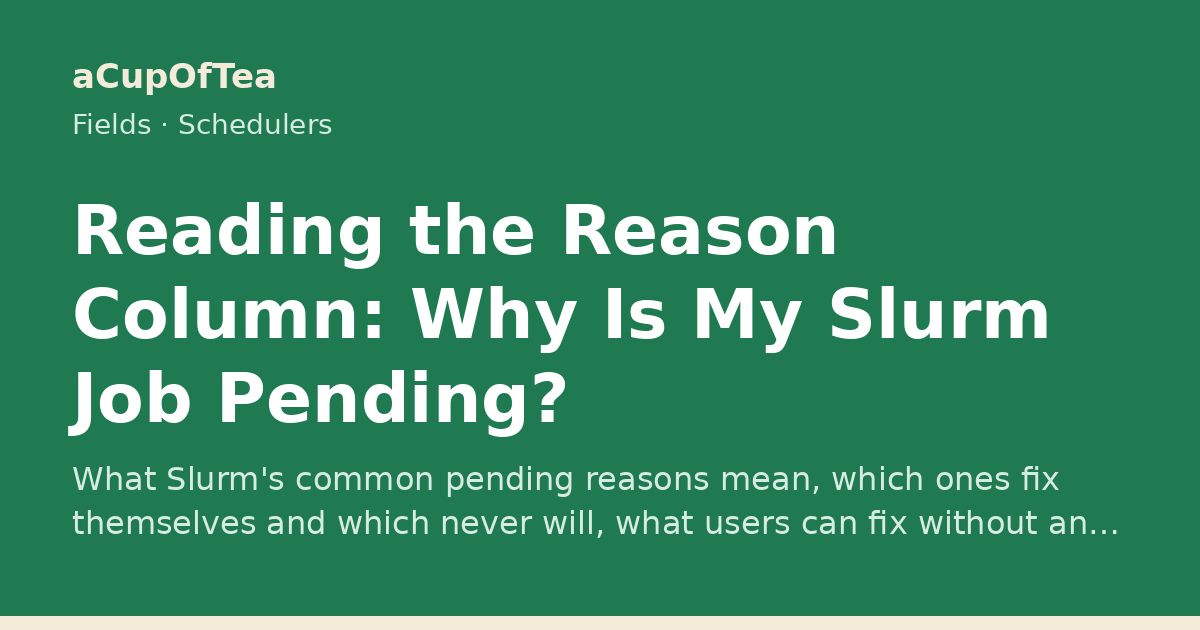 aCupOfTea
Fields · Schedulers
Reading the Reason
Column: Why Is My Slurm
Job Pending?
What Slurm's common pending reasons mean, which ones fix
themselves and which never will, what users can fix without an…